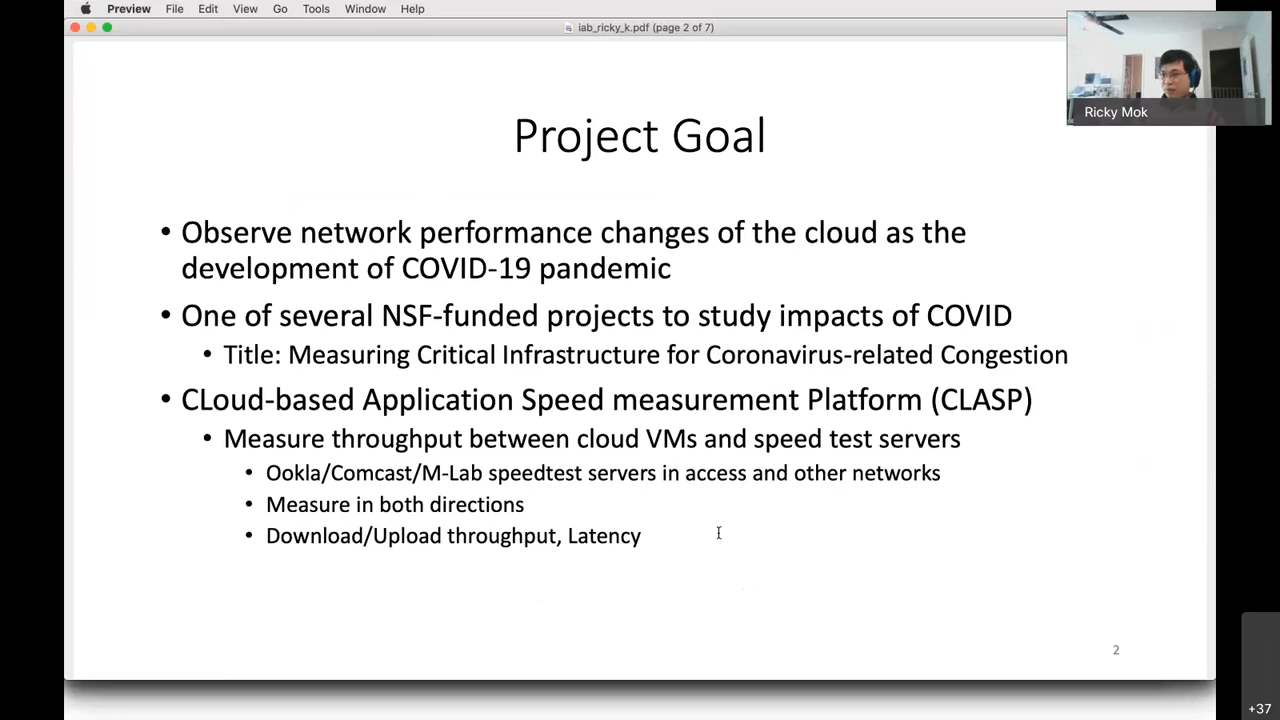 Preview File Edit View Go Tools Window Help
iab_ricky_k.pdf (page 2 of 7)
Ricky Mok
Project Goal
• Observe network performance changes of the cloud as the
development of COVID-19 pandemic
• One of several NSF-funded projects to study impacts of COVID
• Title: Measuring Critical Infrastructure for Coronavirus-related Congestion
• CLoud-based Application Speed measurement Platform (CLASP)
• Measure throughput between cloud VMs and speed test servers
• Ookla/Comcast/M-Lab speedtest servers in access and other networks
• Measure in both directions
• Download/Upload throughput, Latency
2
+37